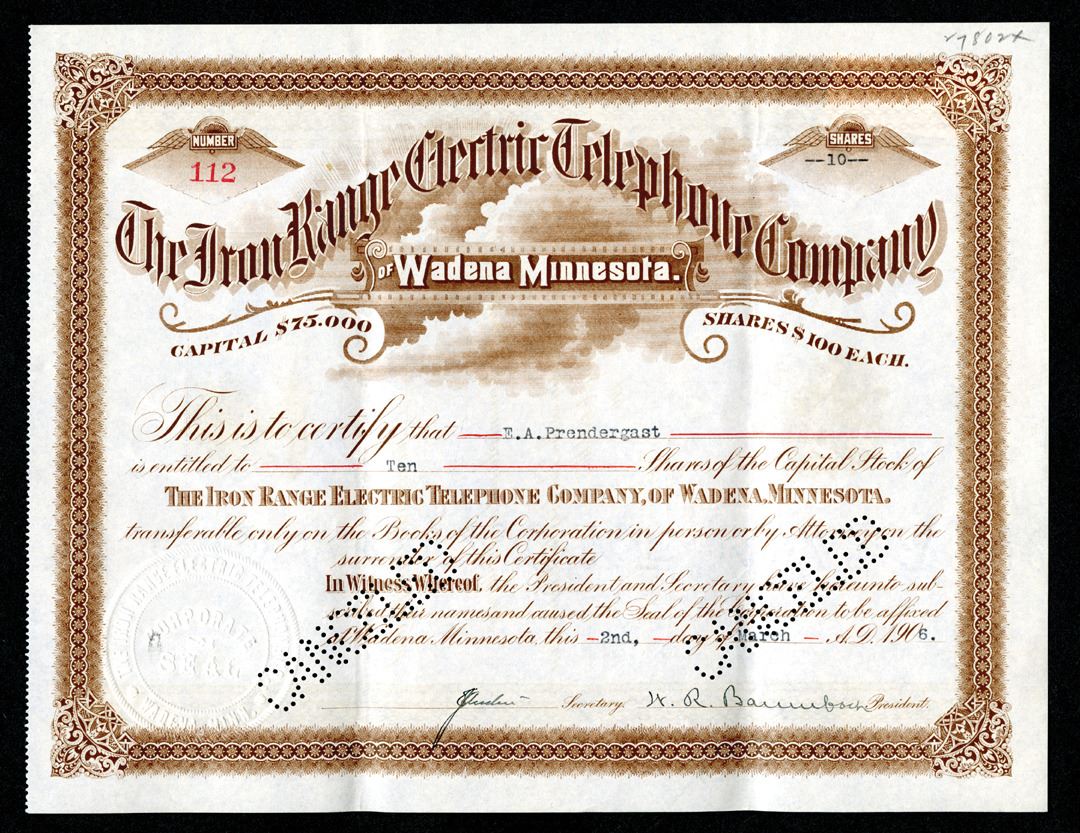 27802x
NUMBER
112
SHARES
--10--
The Iron Range Electric Telephone Company
OF Wadena Minnesota.
CAPITAL $75.000
SHARES $100 EACH.
This is to certify that E.A.Prendergast
is entitled to Ten Shares of the Capital Stock of
THE IRON RANGE ELECTRIC TELEPHONE COMPANY, OF WADENA, MINNESOTA.
transferable only on the Books of the Corporation in person or by Attorney on the
surrender of this Certificate
In Witness Whereof, the President and Secretary have hereunto sub-
scribed their names and caused the Seal of the Corporation to be affixed
at Wadena Minnesota, this -2nd, day of March - A.D. 1906.
CANCELLED
CANCELLED
CORPORATE
SEAL
Secretary. W. R. Baumbach President.